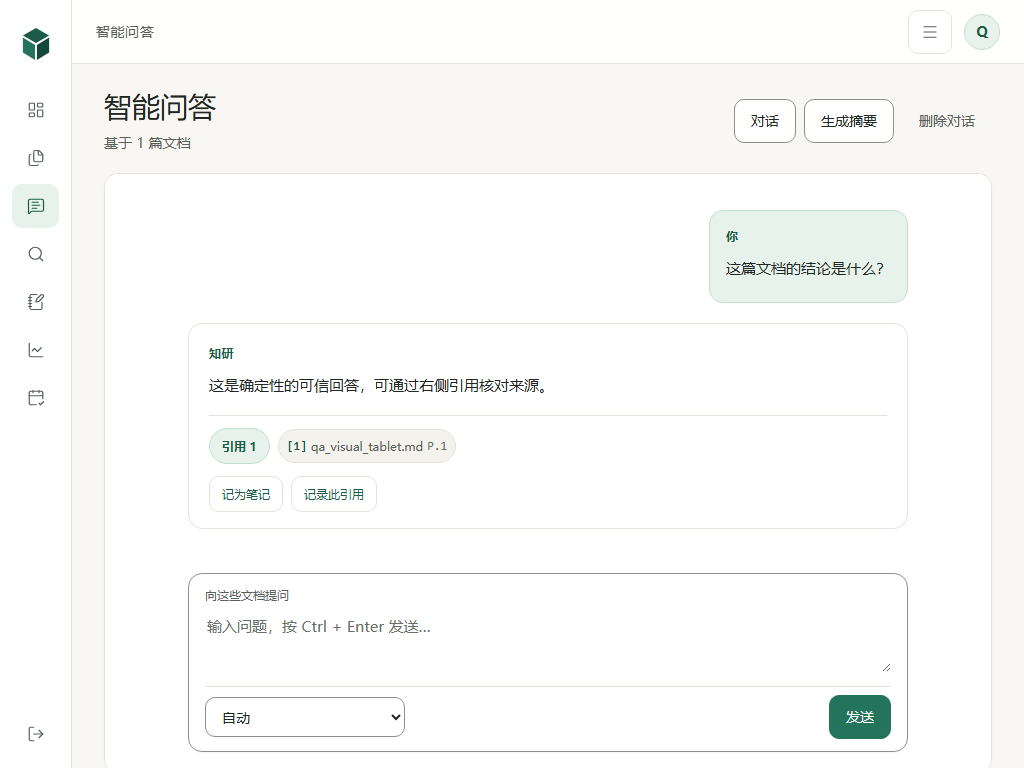 智能问答
Q
智能问答
基于 1 篇文档
对话
生成摘要
删除对话
你
这篇文档的结论是什么？
知研
这是确定性的可信回答，可通过右侧引用核对来源。
引用 1
[1] qa_visual_tablet.md P.1
记为笔记
记录此引用
向这些文档提问
输入问题，按 Ctrl + Enter 发送...
自动
发送